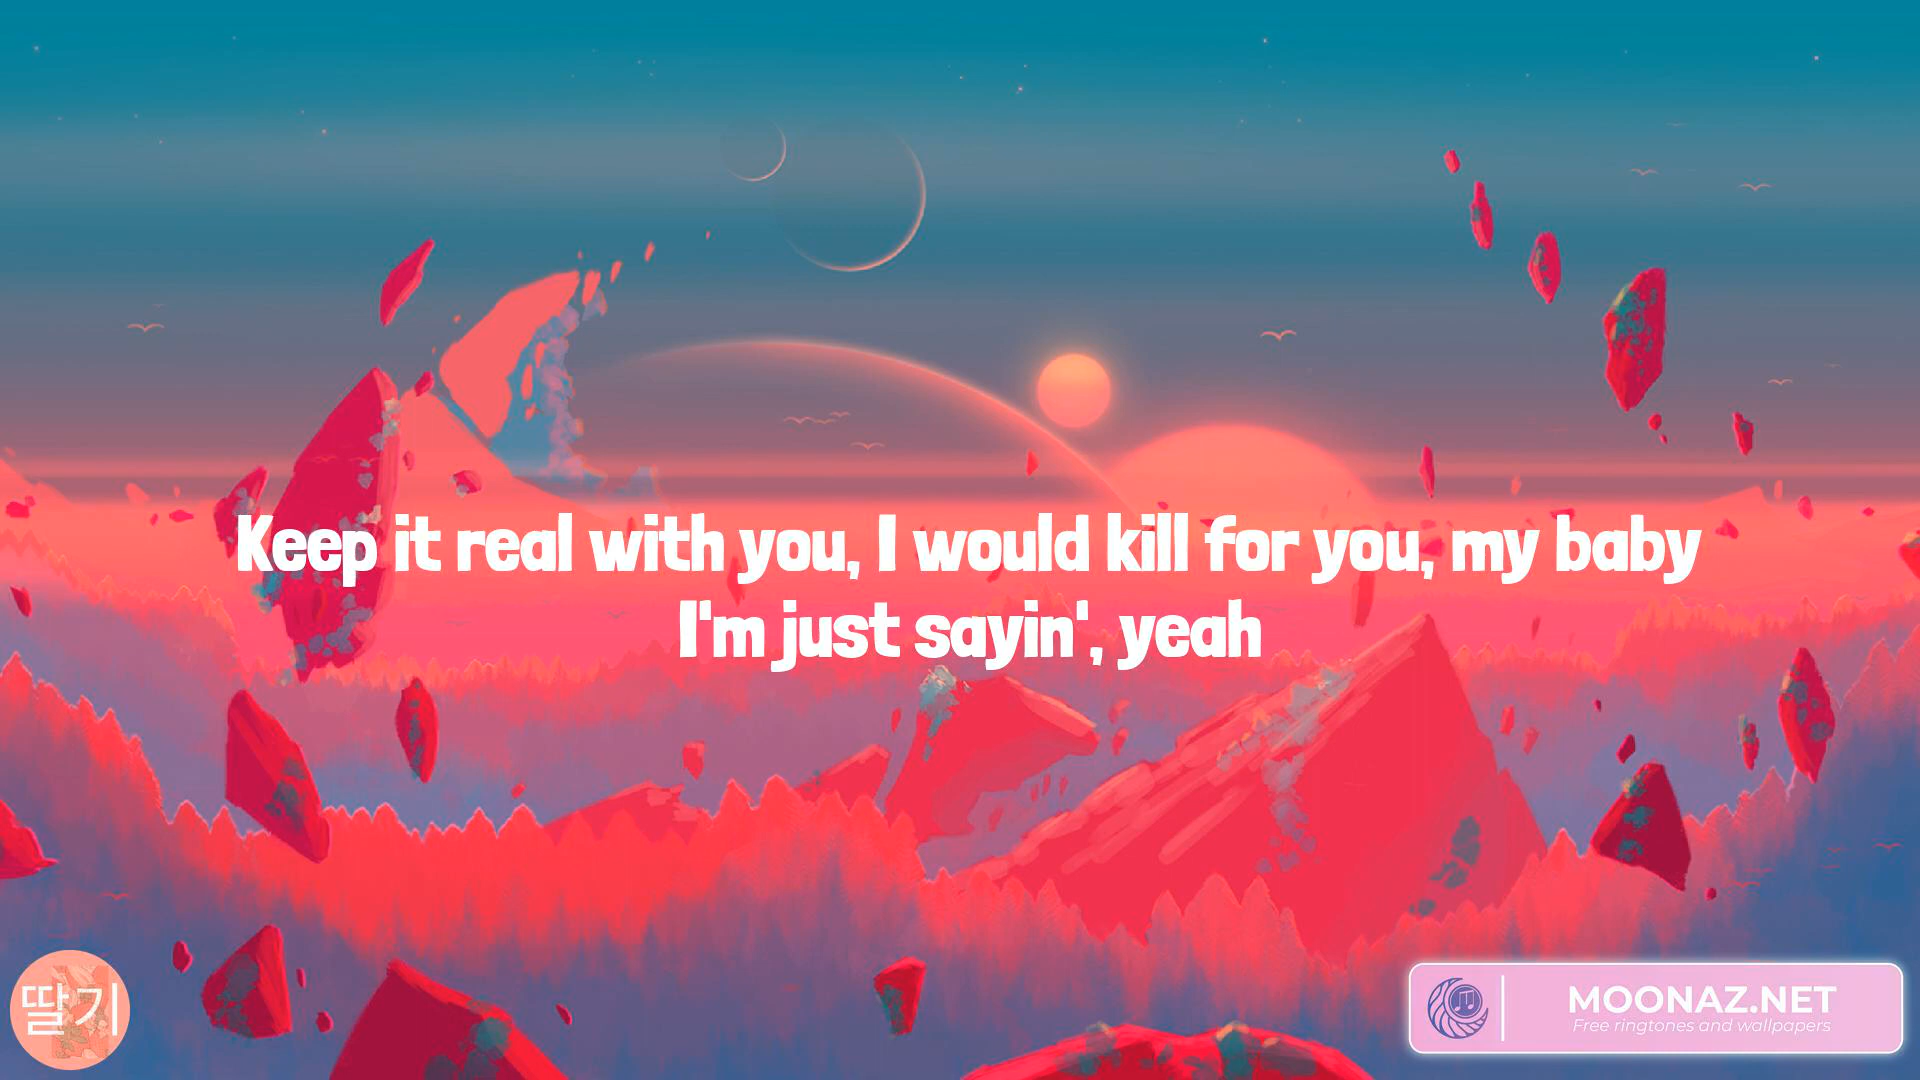 Keep it real with you, I would kill for you, my baby
I'm just sayin', yeah
딸기
MOONAZ.NET
Free ringtones and wallpapers